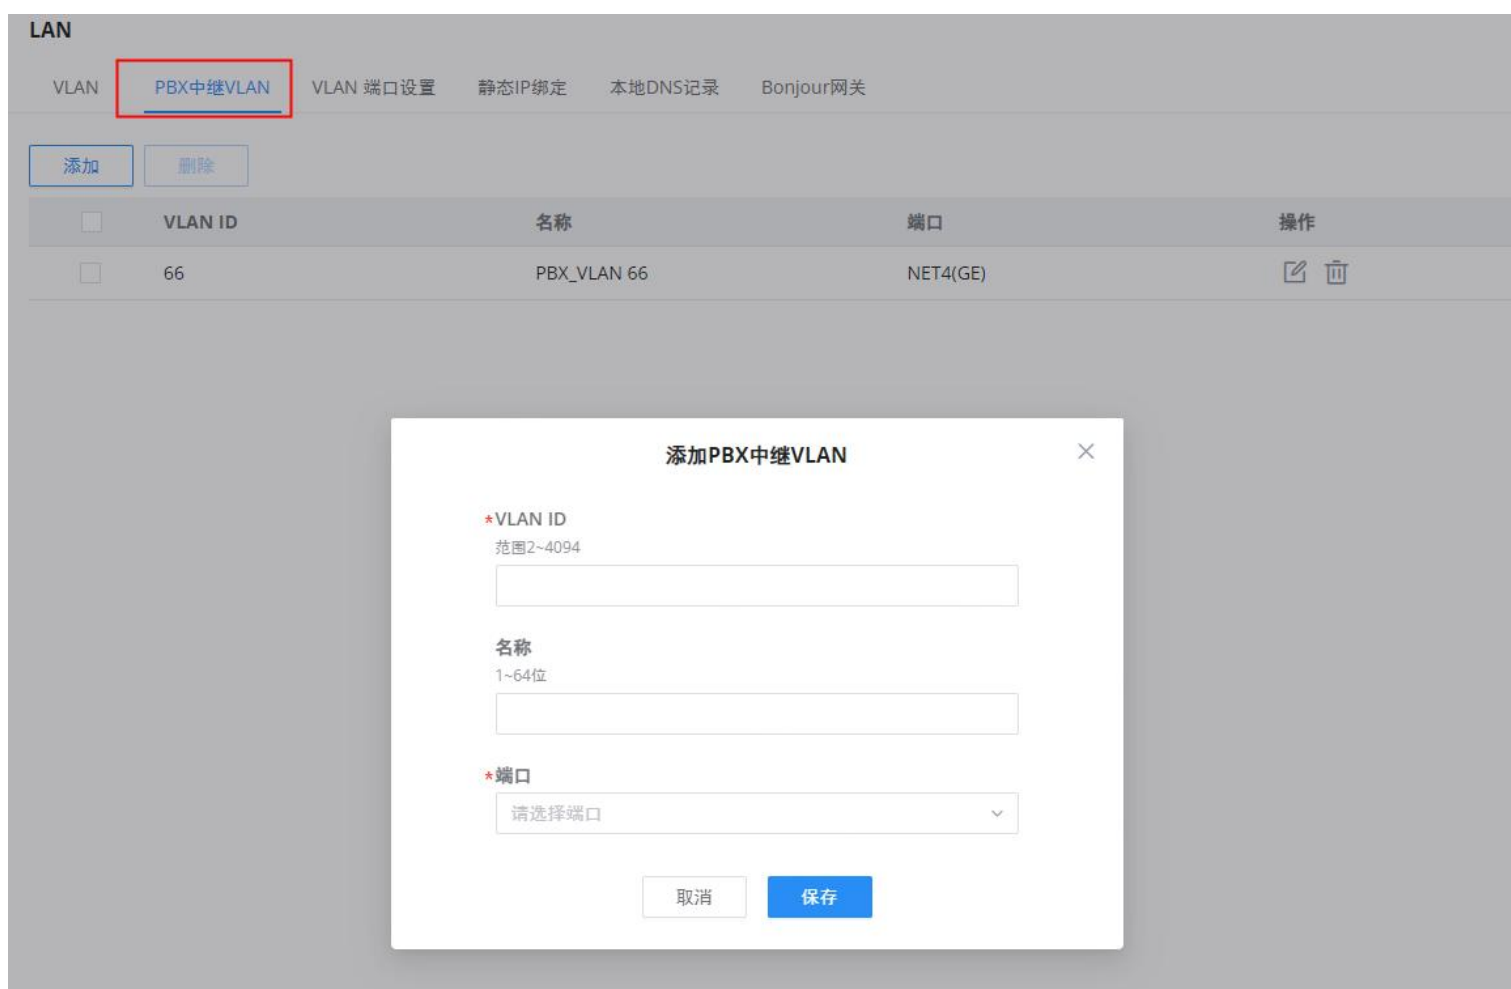 LAN
VLAN PBX中继VLAN VLAN 端口设置 静态IP绑定 本地DNS记录 Bonjour网关
添加 删除
VLAN ID 名称 端口 操作
66 PBX_VLAN 66 NET4(GE)
添加PBX中继VLAN
*VLAN ID
范围2~4094
名称
1~64位
*端口
请选择端口
取消 保存